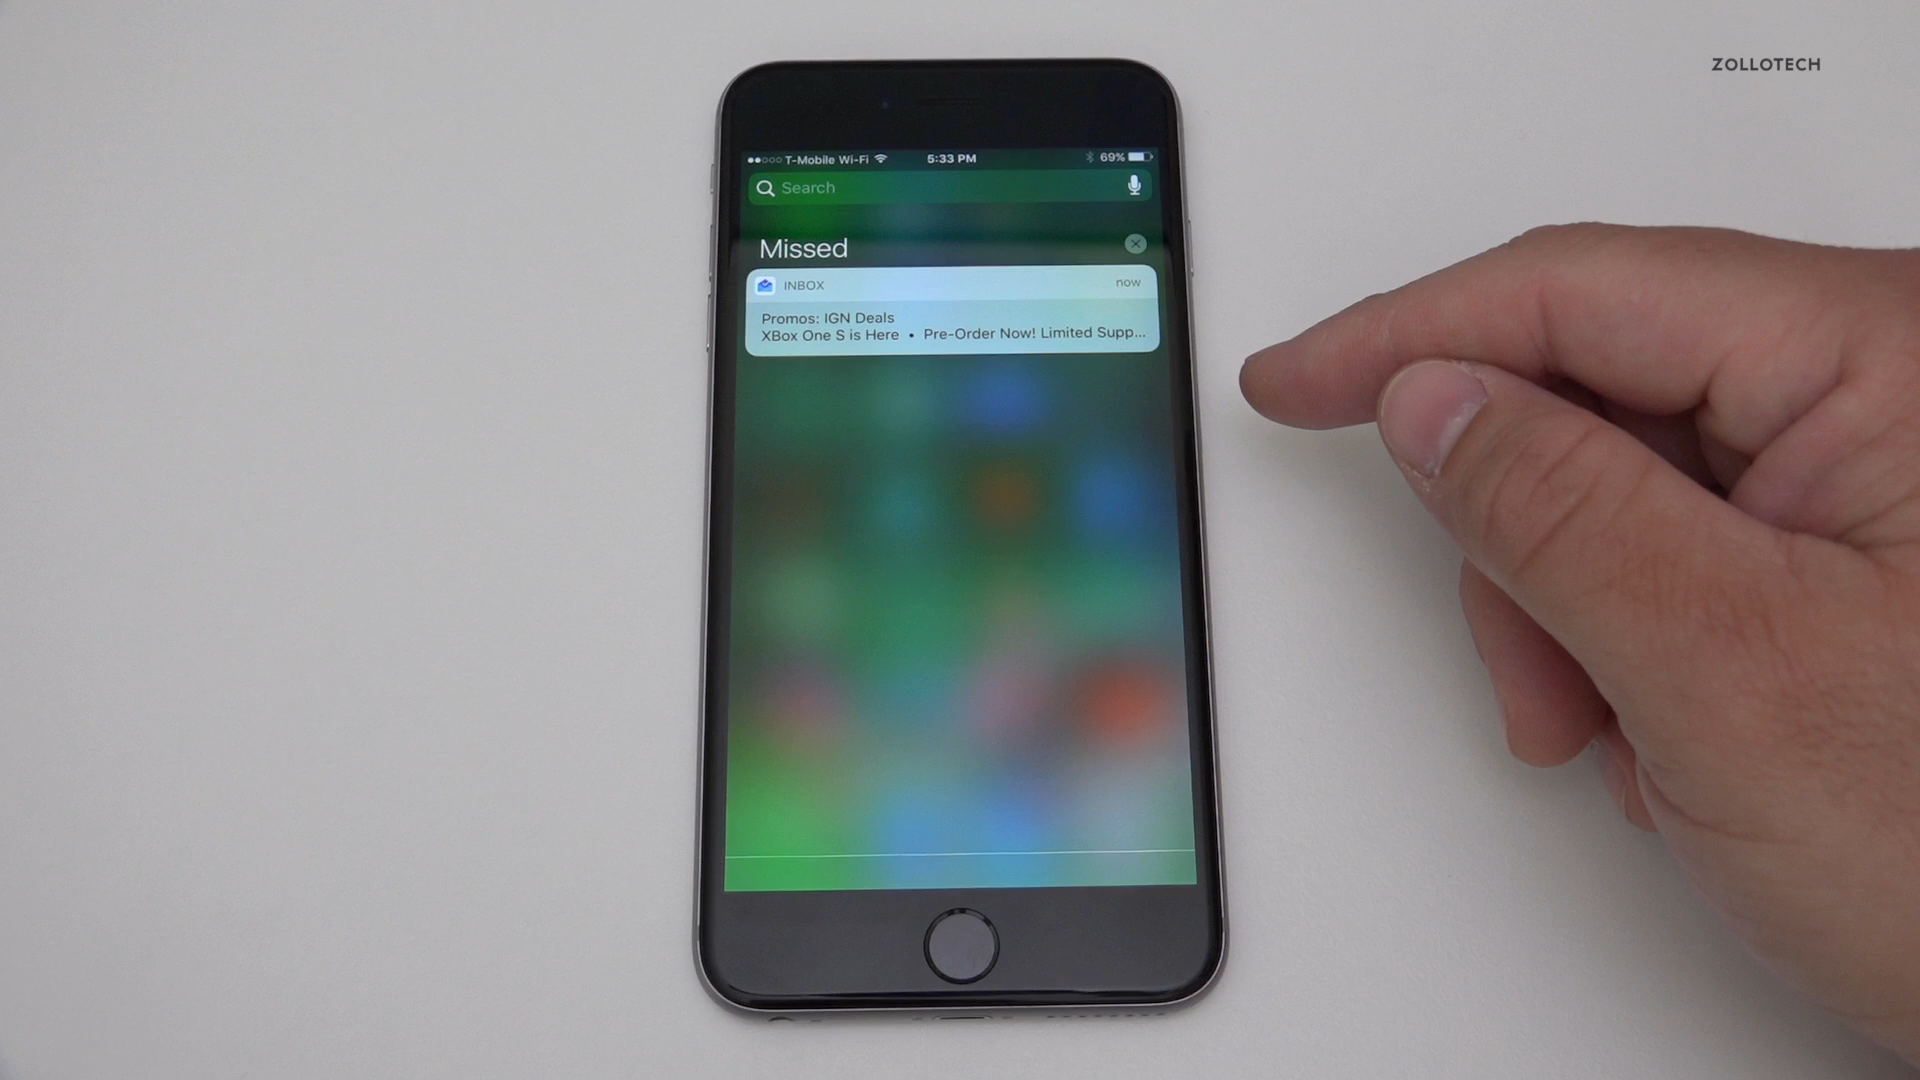 ZOLLOTECH
T-Mobile Wi-Fi 5:33 PM 69%
Search
Missed
INBOX now
Promos: IGN Deals
XBox One S is Here • Pre-Order Now! Limited Supp...